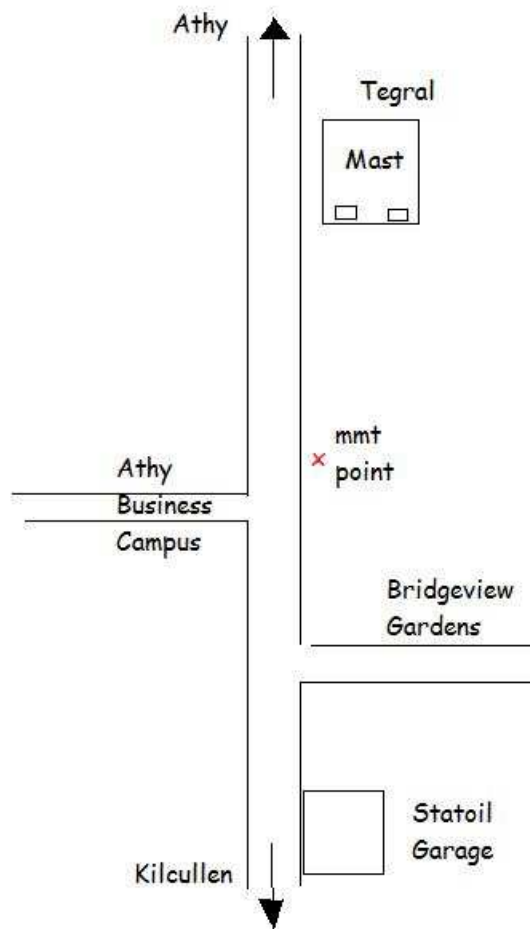 Athy
Tegral
Mast
mmt
point
Athy
Business
Campus
Bridgeview
Gardens
Statoil
Garage
Kilcullen